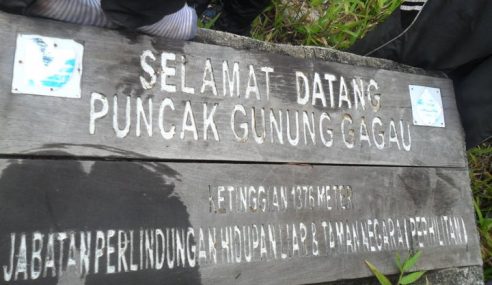 SELAMAT DATANG
PUNCAK GUNUNG GAGAU
KETINGGIAN 1376 METER
JABATAN PERLINDUNGAN HIDUPAN LIAR & TAMAN NEGARA ( PERHILITAN )